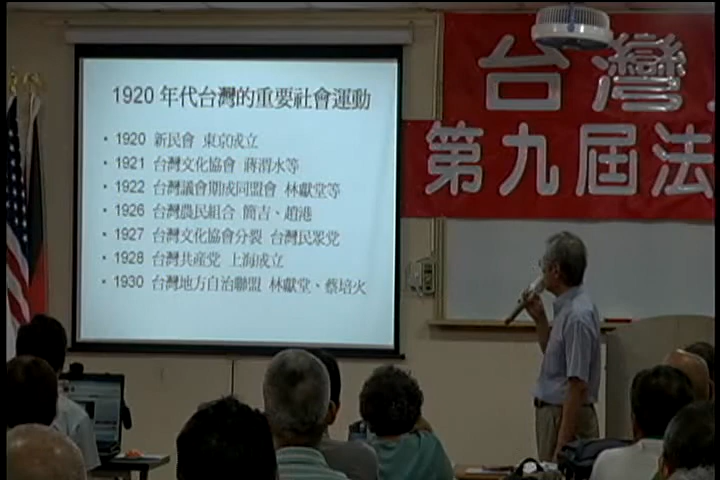 1920 年代台灣的重要社會運動
• 1920 新民會 東京成立
• 1921 台灣文化協會 蔣渭水等
• 1922 台灣議會期成同盟會 林獻堂等
• 1926 台灣農民組合 簡吉、趙港
• 1927 台灣文化協會分裂 台灣民眾党
• 1928 台灣共産党 上海成立
• 1930 台灣地方自治聯盟 林獻堂、蔡培火
台灣
第九屆法